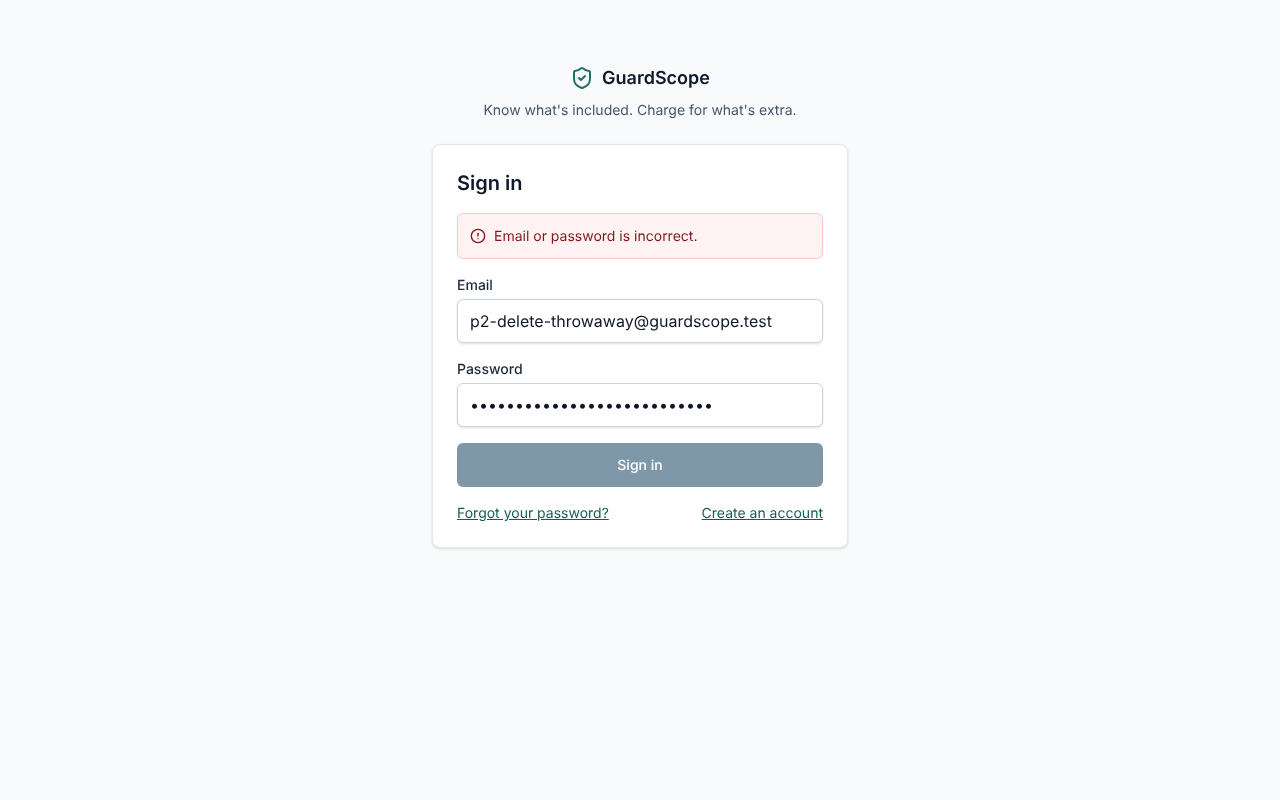 GuardScope
Know what's included. Charge for what's extra.
Sign in
Email or password is incorrect.
Email
p2-delete-throwaway@guardscope.test
Password
•••••••••••••••••••••••••••
Sign in
Forgot your password? Create an account